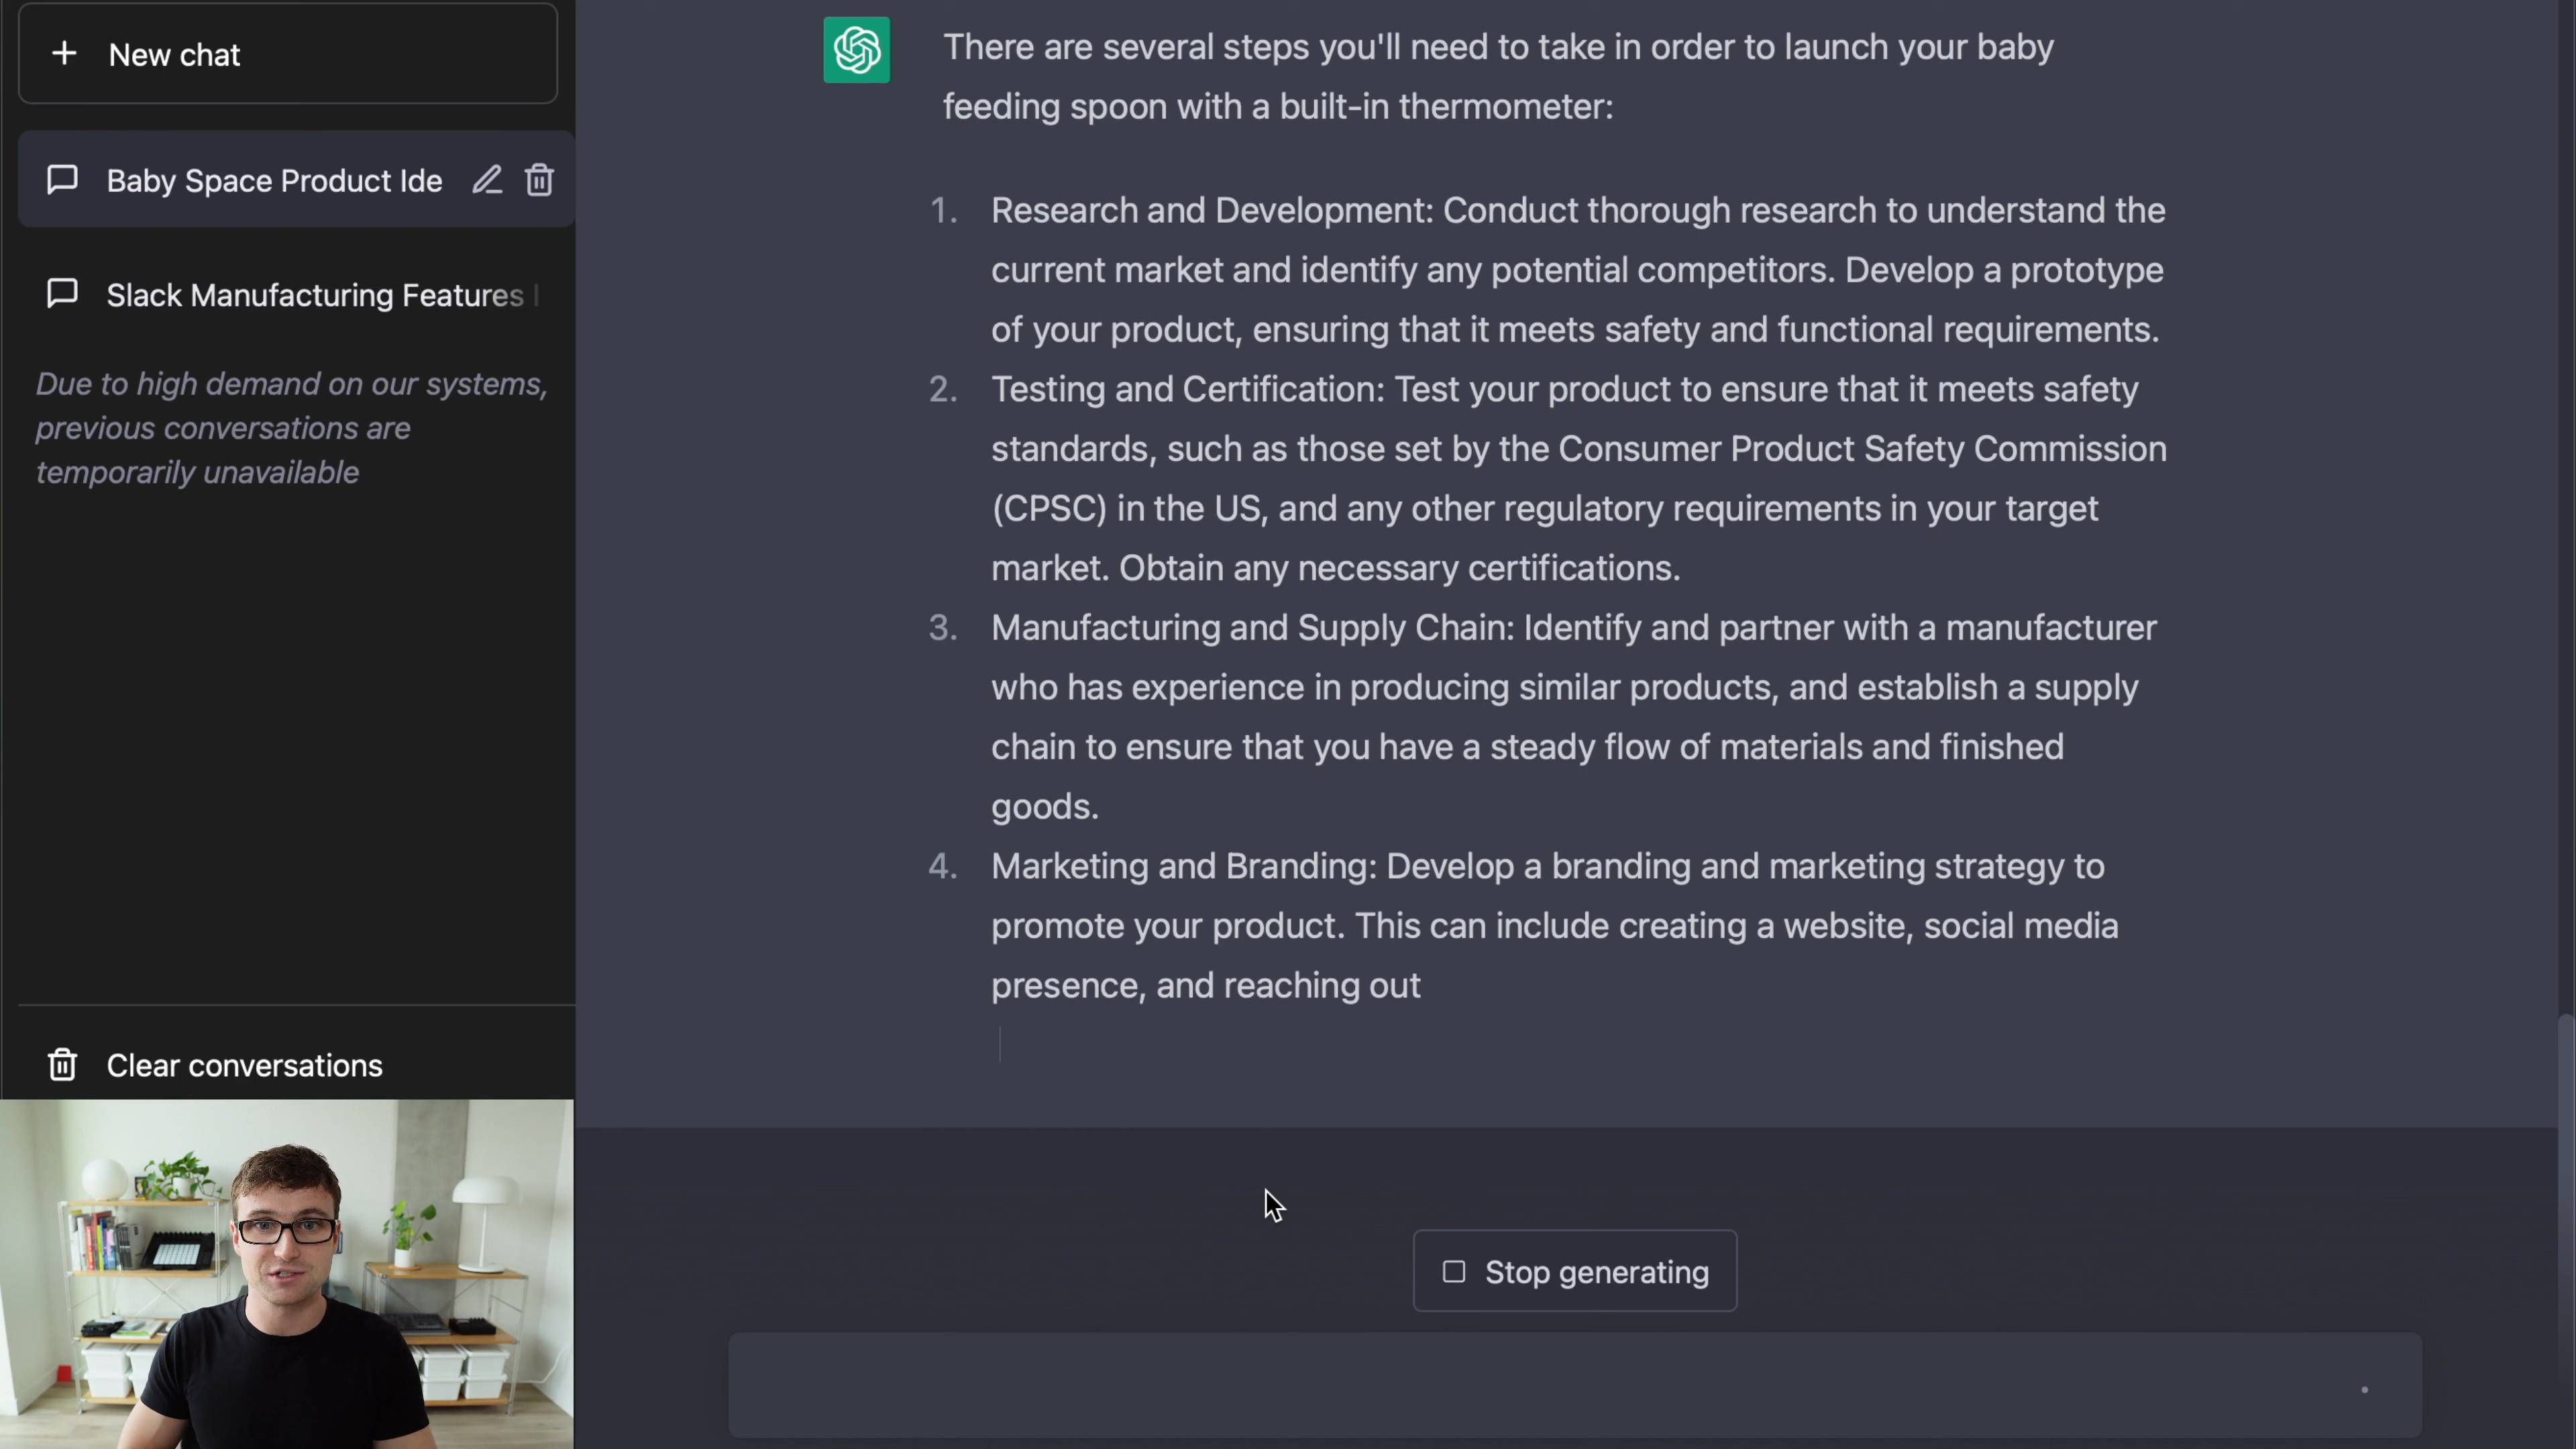 New chat
Baby Space Product Ide
Slack Manufacturing Features
Due to high demand on our systems,
previous conversations are
temporarily unavailable
Clear conversations
There are several steps you'll need to take in order to launch your baby
feeding spoon with a built-in thermometer:
1. Research and Development: Conduct thorough research to understand the
current market and identify any potential competitors. Develop a prototype
of your product, ensuring that it meets safety and functional requirements.
2. Testing and Certification: Test your product to ensure that it meets safety
standards, such as those set by the Consumer Product Safety Commission
(CPSC) in the US, and any other regulatory requirements in your target
market. Obtain any necessary certifications.
3. Manufacturing and Supply Chain: Identify and partner with a manufacturer
who has experience in producing similar products, and establish a supply
chain to ensure that you have a steady flow of materials and finished
goods.
4. Marketing and Branding: Develop a branding and marketing strategy to
promote your product. This can include creating a website, social media
presence, and reaching out
Stop generating